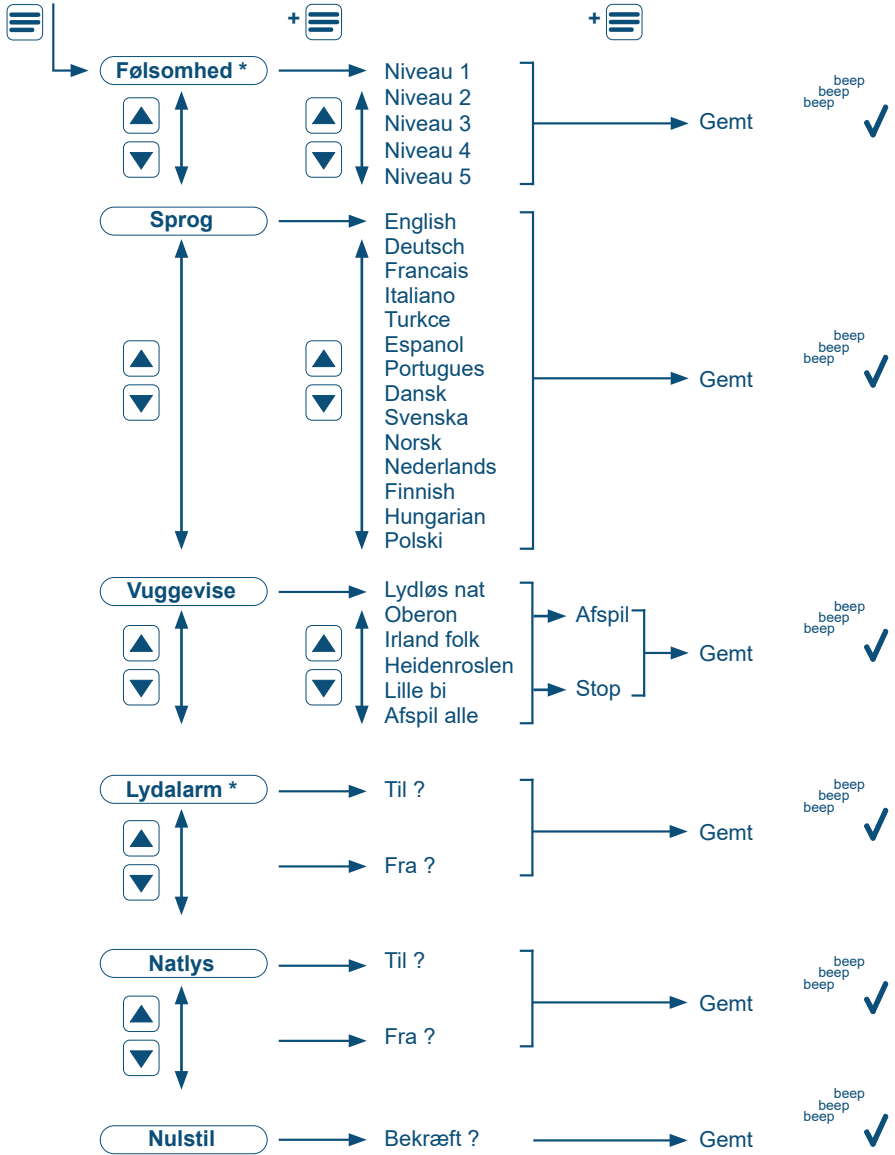 + +
Følsomhed *
Niveau 1
Niveau 2
Niveau 3
Niveau 4
Niveau 5
Gemt
beep
beep
beep
Sprog
English
Deutsch
Francais
Italiano
Turkce
Espanol
Portugues
Dansk
Svenska
Norsk
Nederlands
Finnish
Hungarian
Polski
Gemt
beep
beep
beep
Vuggevise
Lydløs nat
Oberon
Irland folk
Heidenroslen
Lille bi
Afspil alle
Afspil
Stop
Gemt
beep
beep
beep
Lydalarm *
Til ?
Fra ?
Gemt
beep
beep
beep
Natlys
Til ?
Fra ?
Gemt
beep
beep
beep
Nulstil
Bekræft ?
Gemt
beep
beep
beep